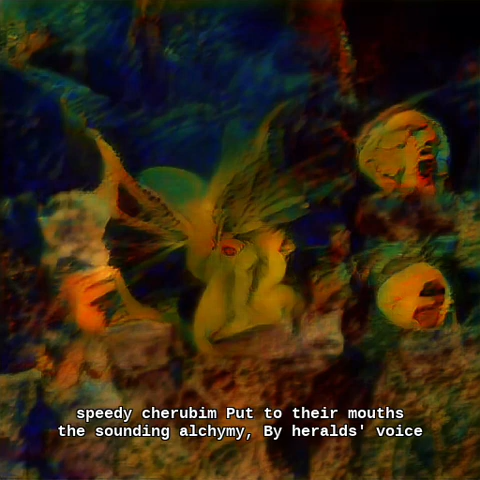 speedy cherubim Put to their mouths
the sounding alchymy, By heralds' voice